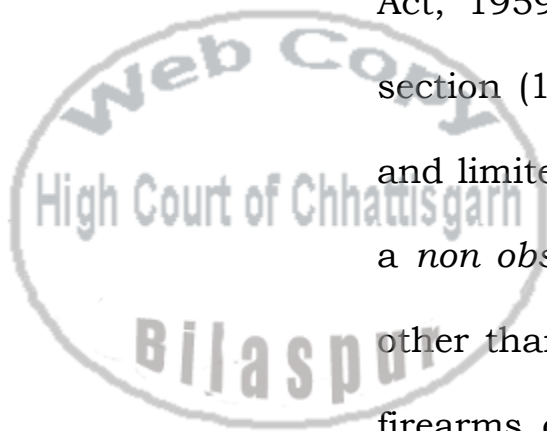 Act, 1959
section (1
and limite
a non obs
other than
firearms
Web Copy
High Court of Chhattisgarh
Bilaspur